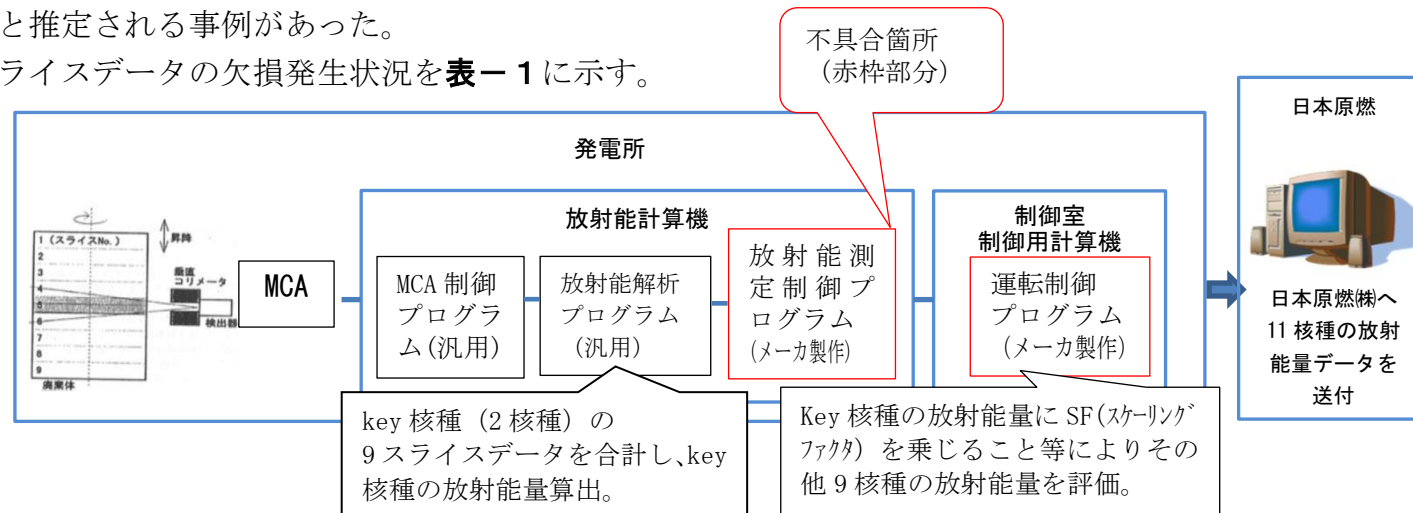 と推定される事例があった。
ライスデータの欠損発生状況を表－１に示す。
不具合箇所
（赤枠部分）
発電所
1 (スライスNo.)
2
3
4
5
6
7
8
9
廃棄体
昇降
垂直
コリメータ
検出器
MCA
放射能計算機
MCA 制御
プログラ
ム(汎用)
放射能解析
プログラム
(汎用)
放射能測
定制御プ
ログラム
(メーカ製作)
制御室
制御用計算機
運転制御
プログラム
(メーカ製作)
key 核種（2 核種）の
9 スライスデータを合計し、key
核種の放射能量算出。
Key 核種の放射能量に SF(スケーリング
ファクタ）を乗じること等によりその
他 9 核種の放射能量を評価。
日本原燃
日本原燃㈱へ
11 核種の放射
能量データを
送付